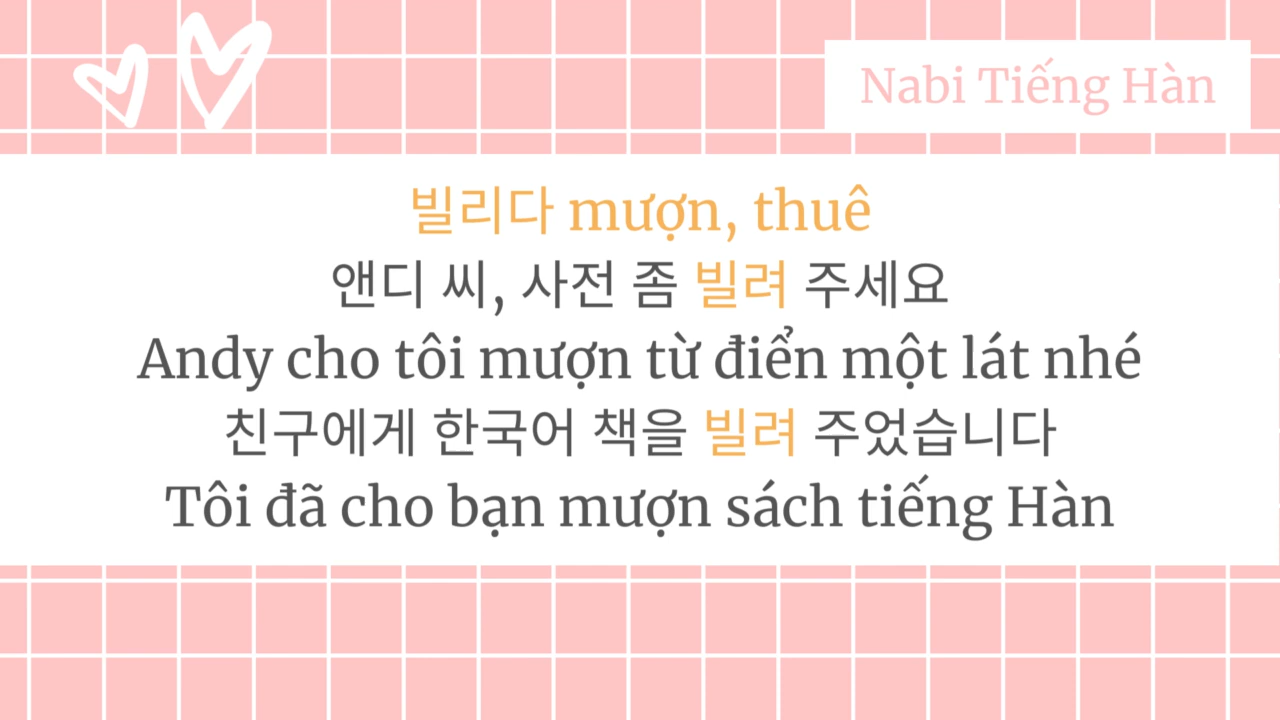 Nabi Tiếng Hàn
빌리다 mượn, thuê
앤디 씨, 사전 좀 빌려 주세요
Andy cho tôi mượn từ điển một lát nhé
친구에게 한국어 책을 빌려 주었습니다
Tôi đã cho bạn mượn sách tiếng Hàn